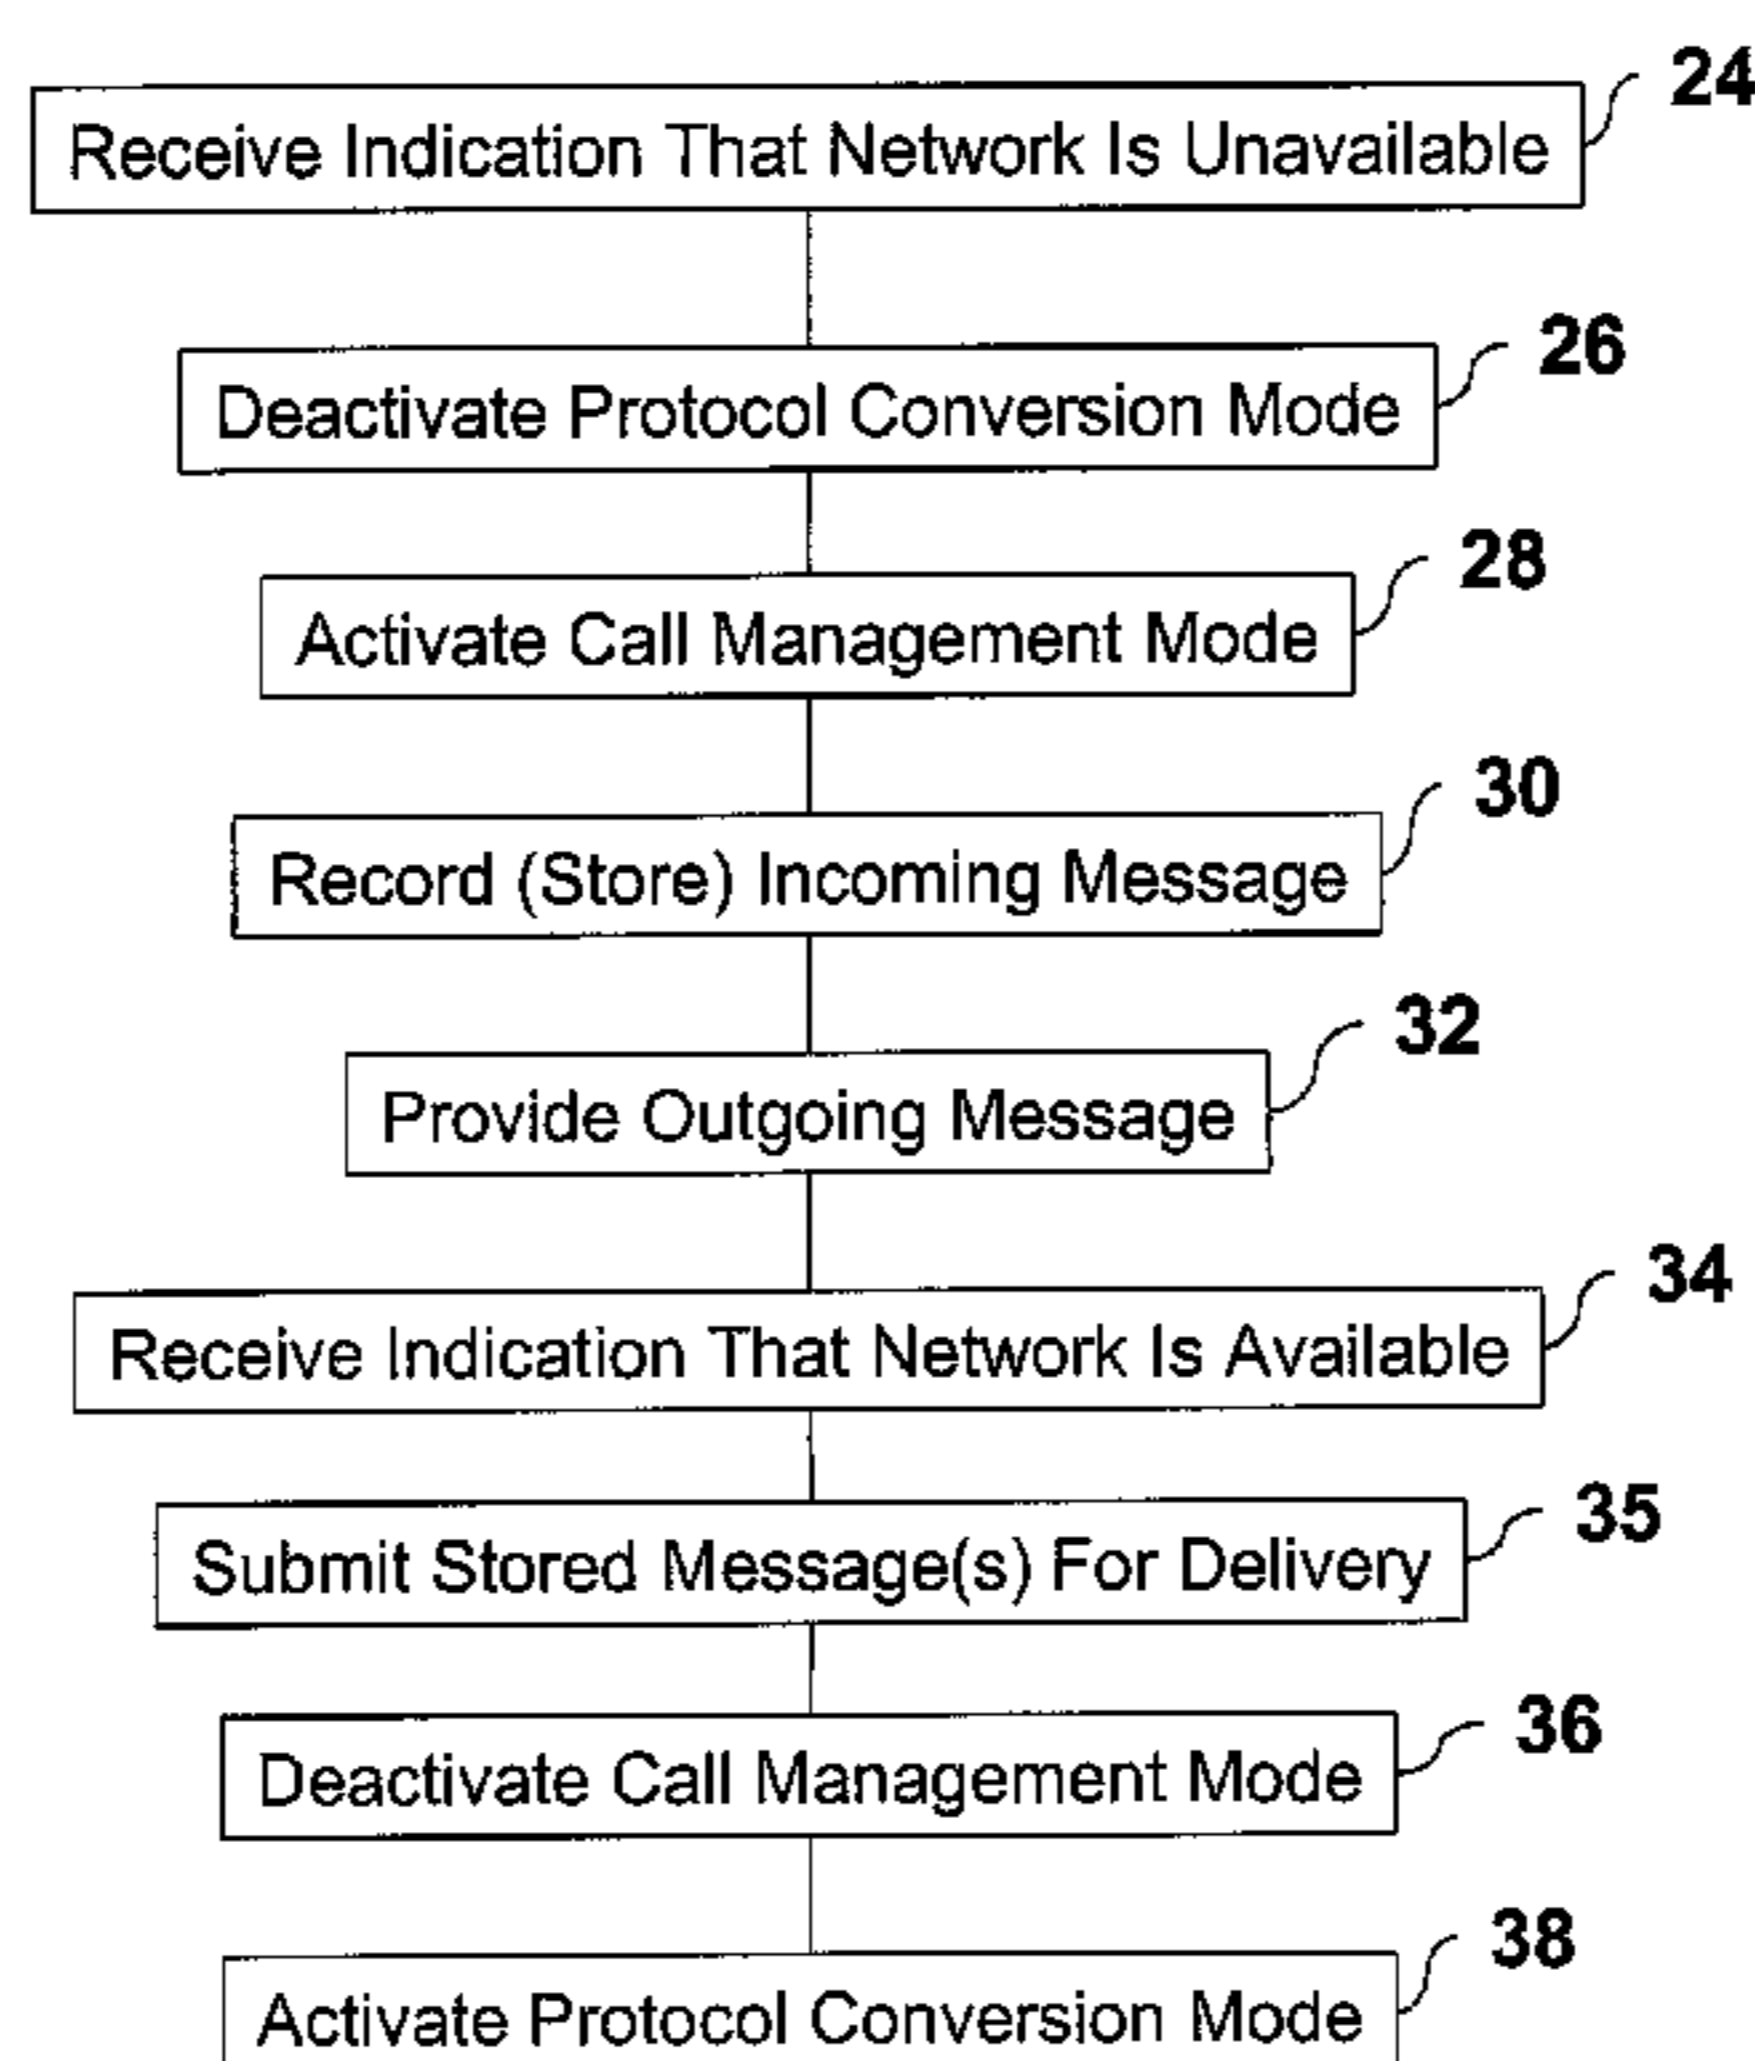 24
Receive Indication That Network Is Unavailable
26
Deactivate Protocol Conversion Mode
28
Activate Call Management Mode
30
Record (Store) Incoming Message
32
Provide Outgoing Message
34
Receive Indication That Network Is Available
35
Submit Stored Message(s) For Delivery
36
Deactivate Call Management Mode
38
Activate Protocol Conversion Mode